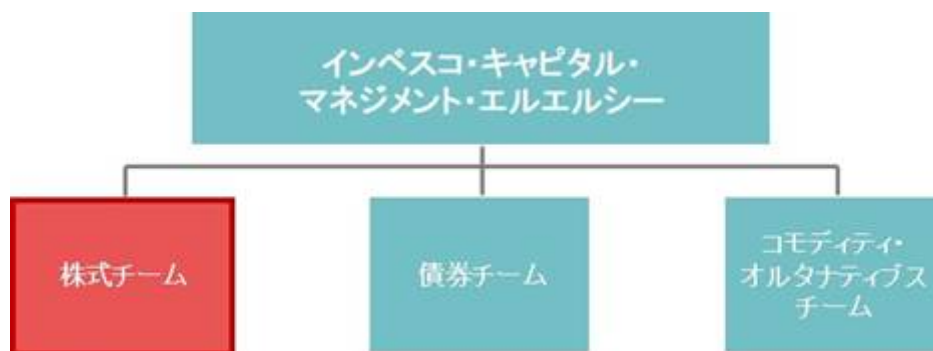 インベスコ・キャピタル・
マネジメント・エルエルシー
株式チーム
債券チーム
コモディティ・
オルタナティブス
チーム